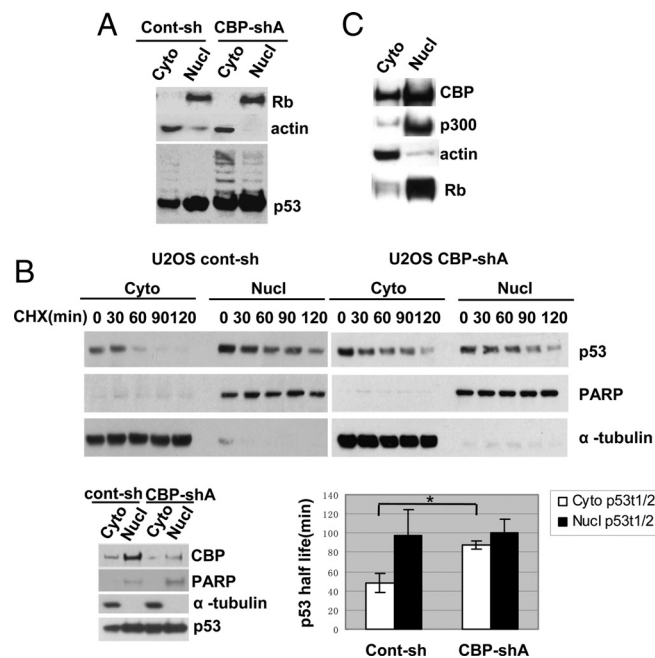 A
Cont-sh CBP-shA
Cyto Nucl Cyto Nucl
Rb
actin
p53
C
Cyto Nucl
CBP
p300
actin
Rb
B
U2OS cont-sh U2OS CBP-shA
Cyto Nucl Cyto Nucl
CHX(min) 0 30 60 90 120 0 30 60 90 120 0 30 60 90 120 0 30 60 90 120
p53
PARP
α -tubulin
cont-sh CBP-shA
Cyto Nucl Cyto Nucl
CBP
PARP
α -tubulin
p53
p53 half life(min)
140
120
100
80
60
40
20
0
*
Cont-sh CBP-shA
Cyto p53t1/2
Nucl p53t1/2